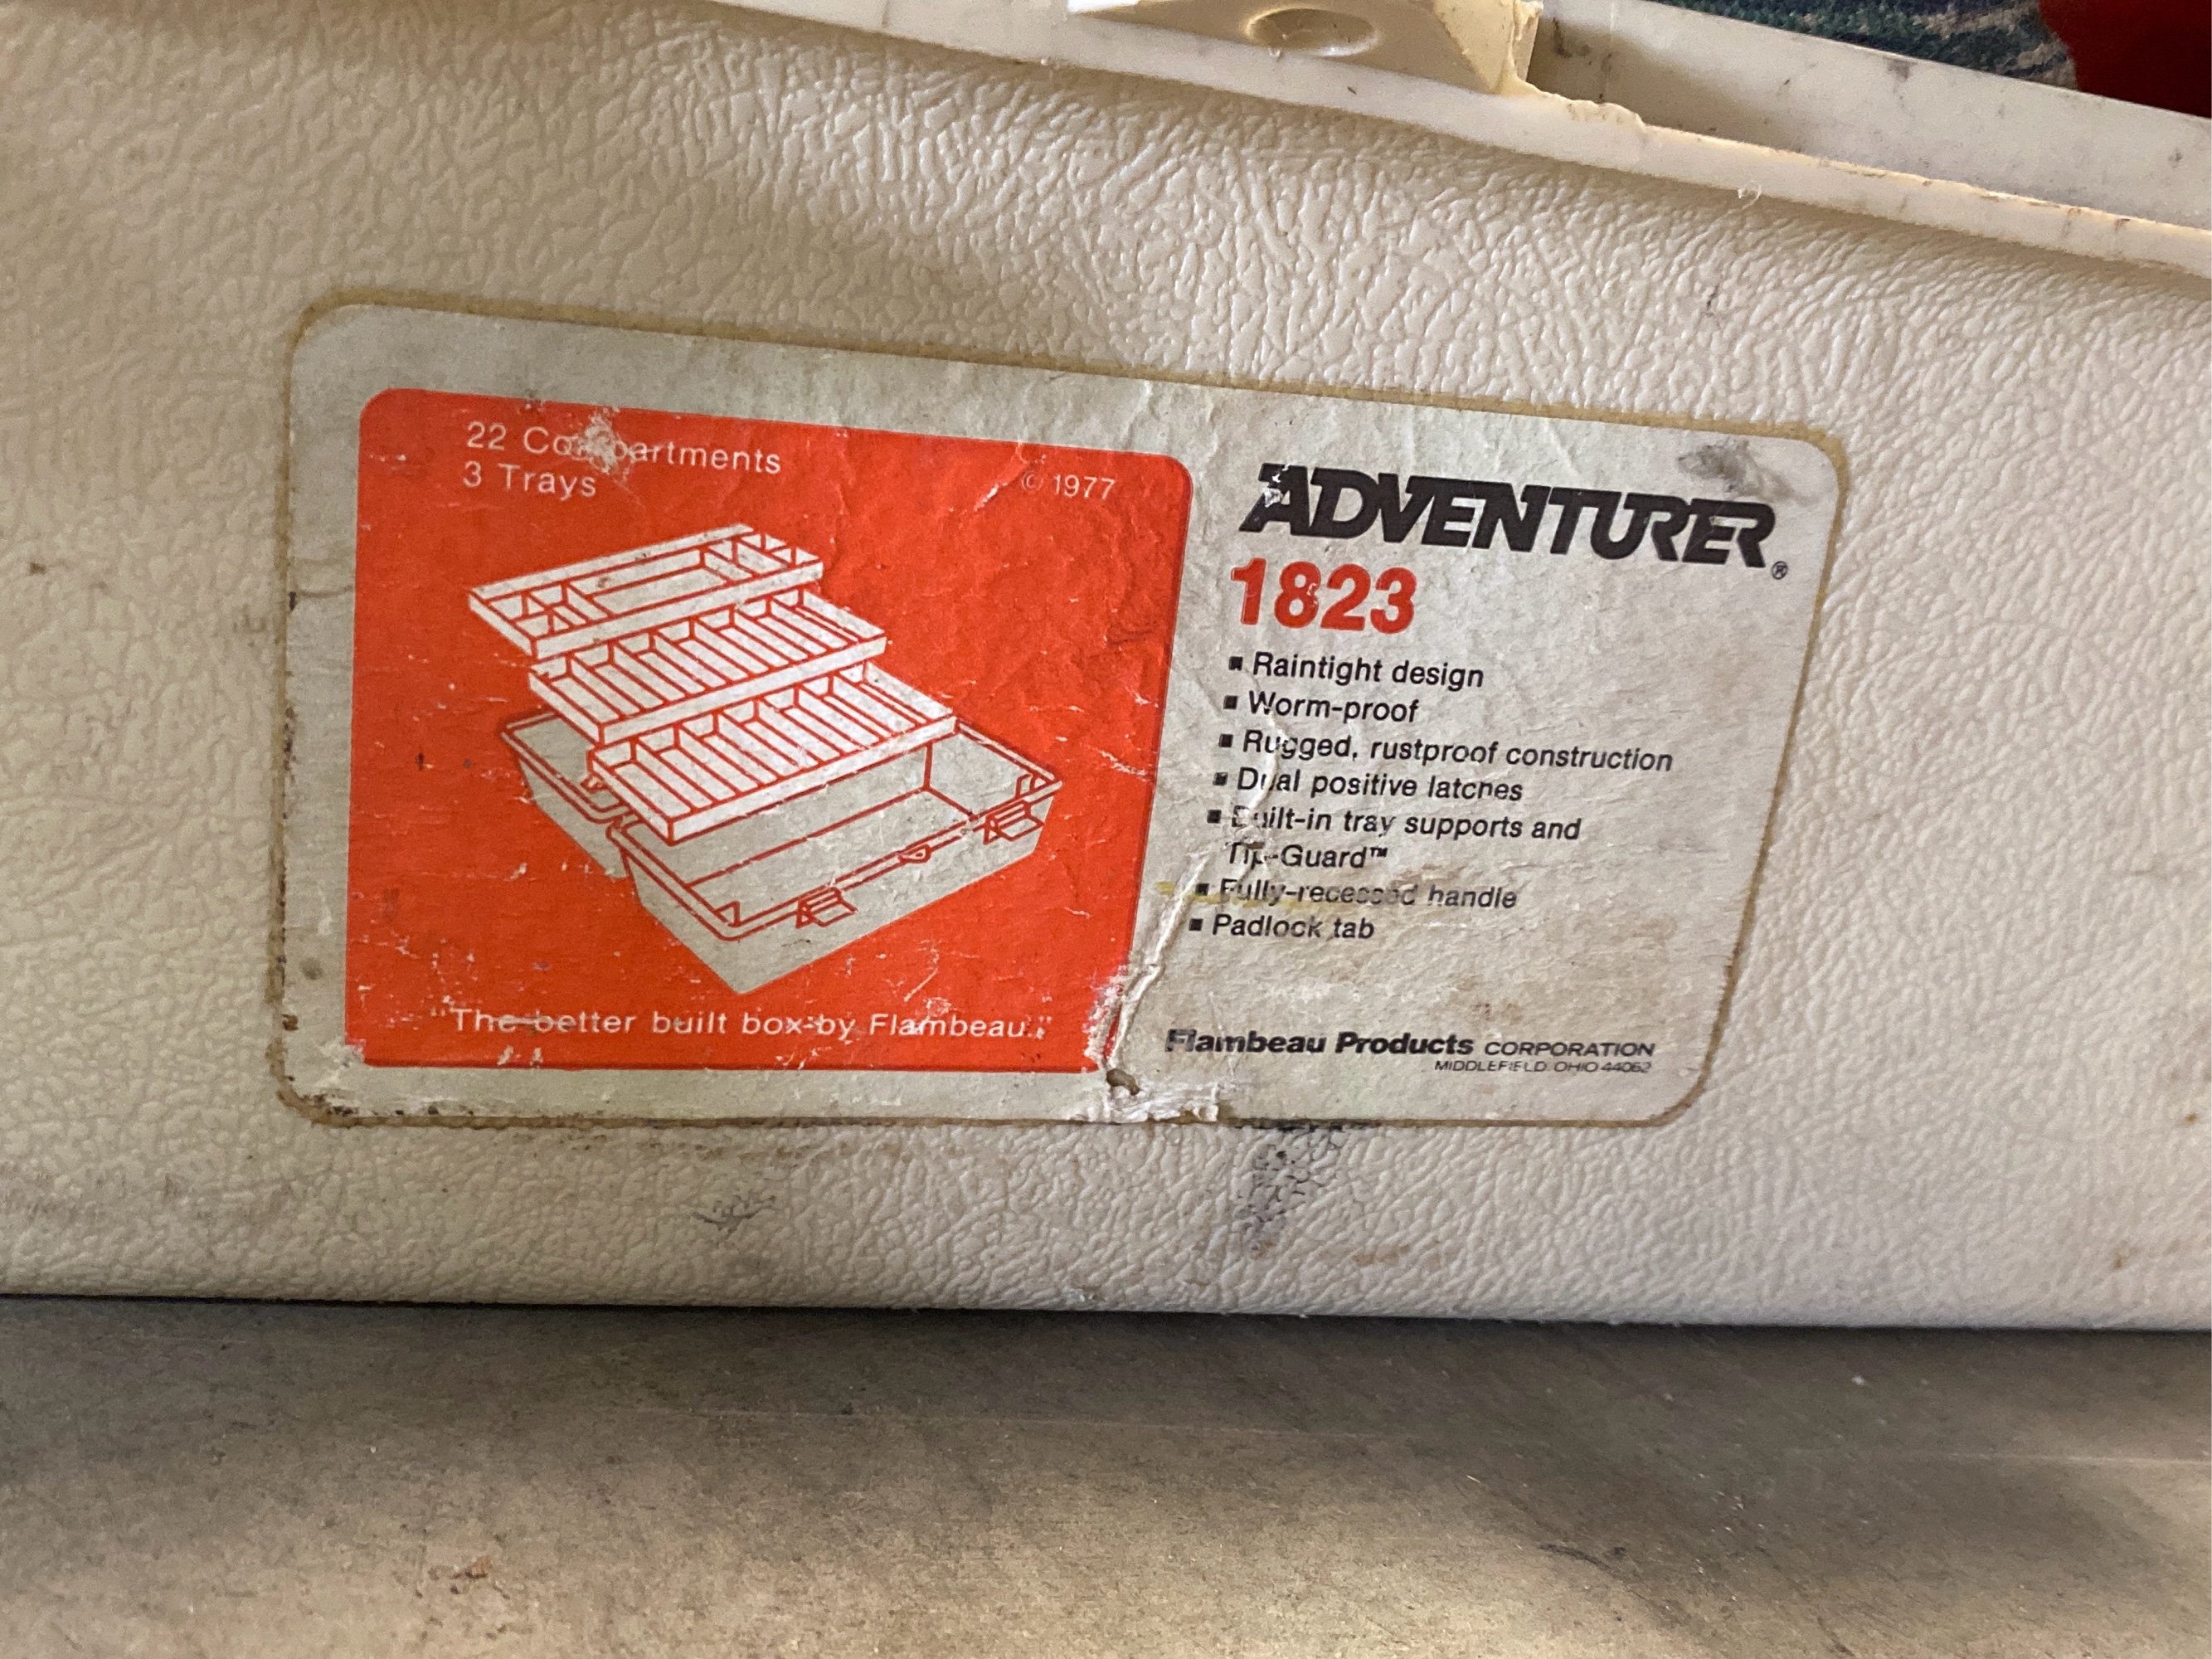 22 Compartments
3 Trays
© 1977
"The better built box by Flambeau."
ADVENTURER®
1823
▪ Raintight design
▪ Worm-proof
▪ Rugged, rustproof construction
▪ Dual positive latches
▪ Built-in tray supports and
Tip-Guard™
▪ Fully-recessed handle
▪ Padlock tab
Flambeau Products CORPORATION
MIDDLEFIELD, OHIO 44062